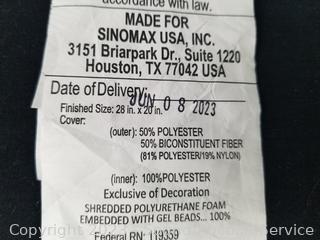 accordance with law.
MADE FOR
SINOMAX USA, INC.
3151 Briarpark Dr., Suite 1220
Houston, TX 77042 USA
Date of Delivery:
JUN 08 2023
Finished Size: 28 in. x 20 in.
Cover:
(outer): 50% POLYESTER
50% BICONSTITUENT FIBER
(81% POLYESTER/19% NYLON)
(inner): 100%POLYESTER
Exclusive of Decoration
SHREDDED POLYURETHANE FOAM
EMBEDDED WITH GEL BEADS... 100%
Federal RN: 119359
Copyright 2023
Service